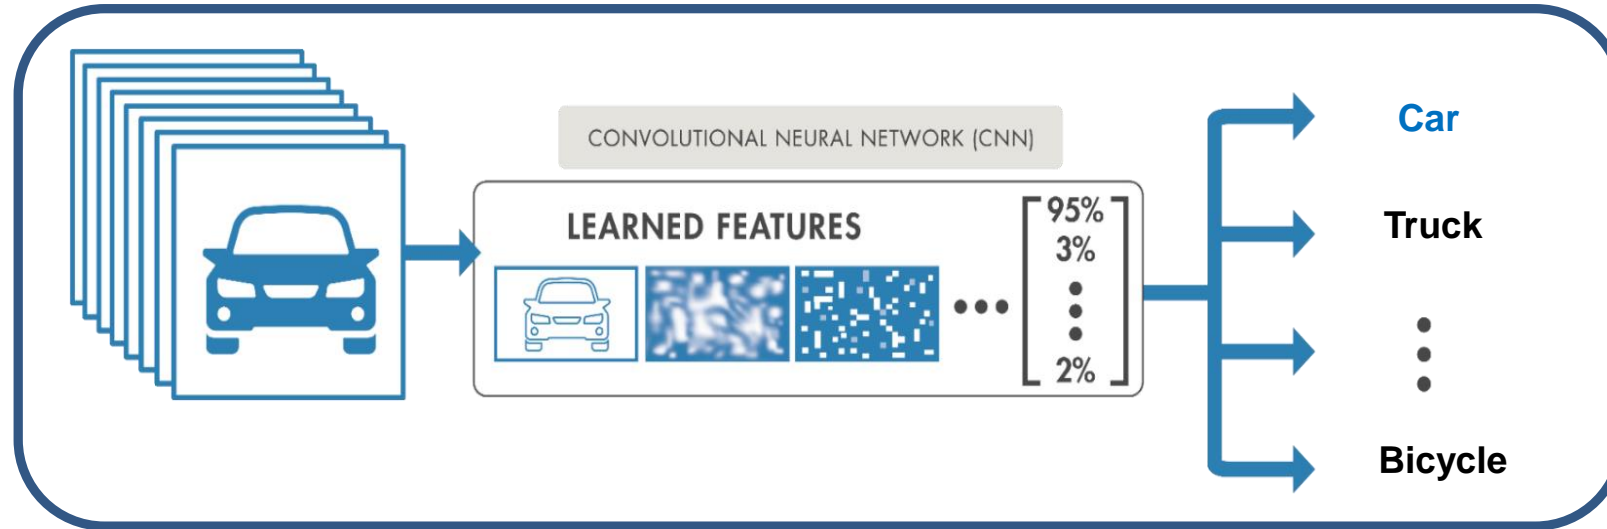 CONVOLUTIONAL NEURAL NETWORK (CNN)
LEARNED FEATURES
95%
3%
2%
Car
Truck
Bicycle